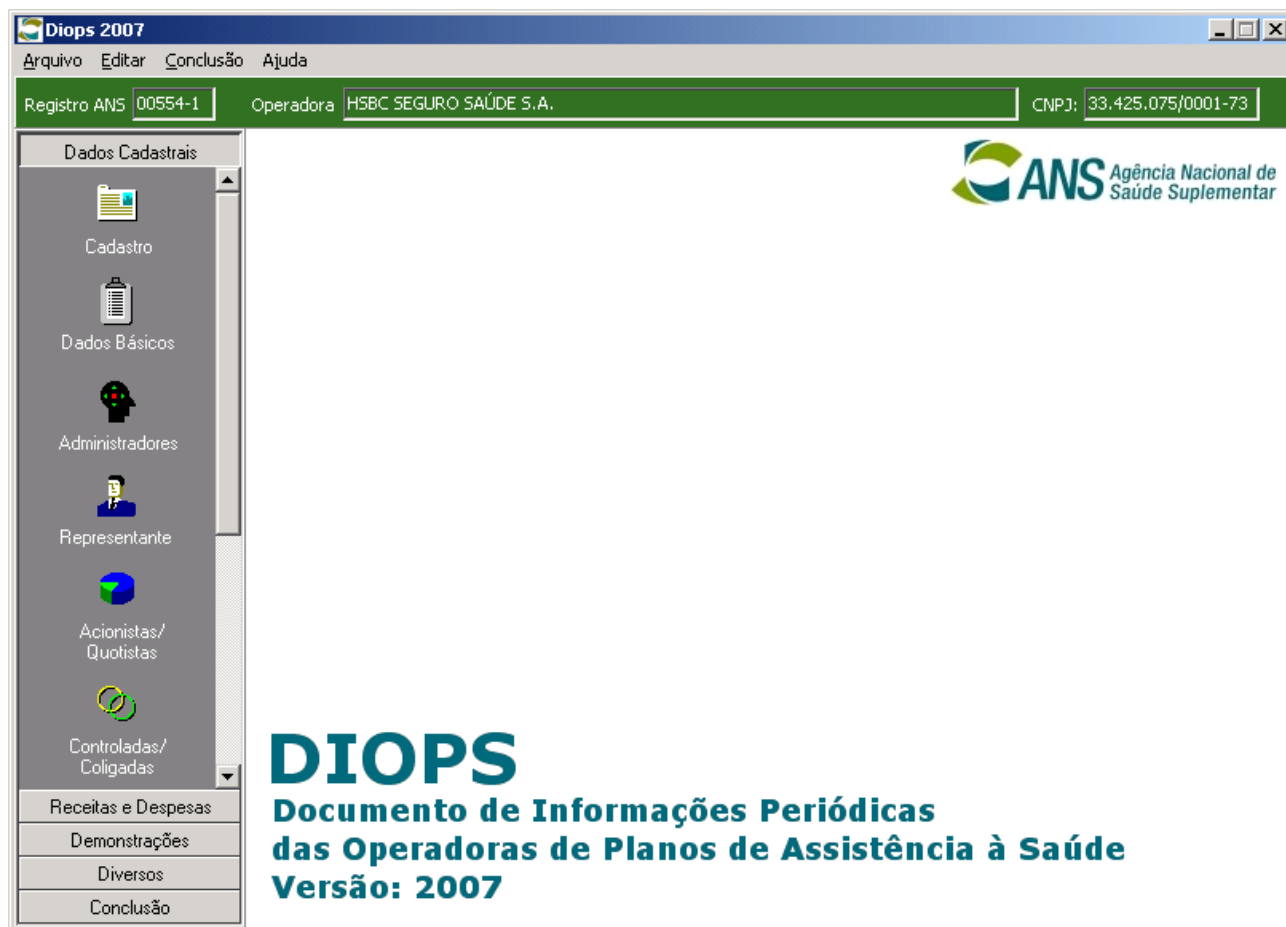 Diops 2007
Arquivo Editar Conclusão Ajuda
Registro ANS 00554-1 Operadora HSBC SEGURO SAÚDE S.A. CNPJ: 33.425.075/0001-73
Dados Cadastrais
Cadastro
Dados Básicos
Administradores
Representante
Acionistas/
Quotistas
Controladas/
Coligadas
Receitas e Despesas
Demonstrações
Diversos
Conclusão
ANS Agência Nacional de
Saúde Suplementar
DIOPS
Documento de Informações Periódicas
das Operadoras de Planos de Assistência à Saúde
Versão: 2007